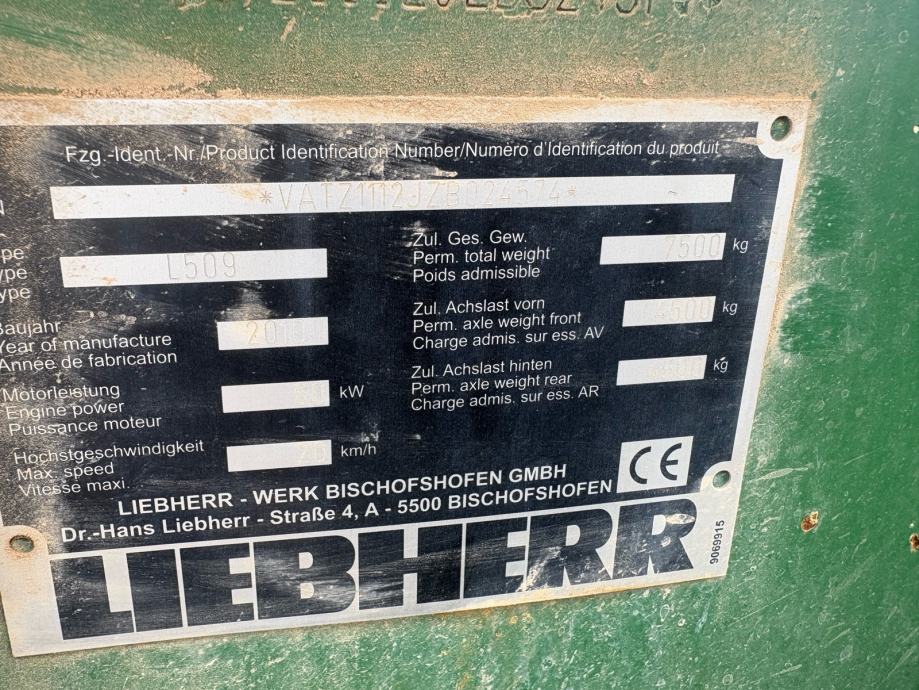 Fzg.-Ident.-Nr./Product Identification Number/Numéro d'Identification du produit
*VATZ1112JZB024574*
L509
Zul. Ges. Gew.
Perm. total weight
Poids admissible
7500 kg
Baujahr
Year of manufacture
Année de fabrication
Zul. Achslast vorn
Perm. axle weight front
Charge admis. sur ess. AV
4500 kg
Motorleistung
Engine power
Puissance moteur
kW
Zul. Achslast hinten
Perm. axle weight rear
Charge admis. sur ess. AR
kg
Höchstgeschwindigkeit
Max. speed
Vitesse maxi.
km/h
CE
LIEBHERR - WERK BISCHOFSHOFEN GMBH
Dr.-Hans Liebherr - Straße 4, A - 5500 BISCHOFSHOFEN
LIEBHERR
9069915